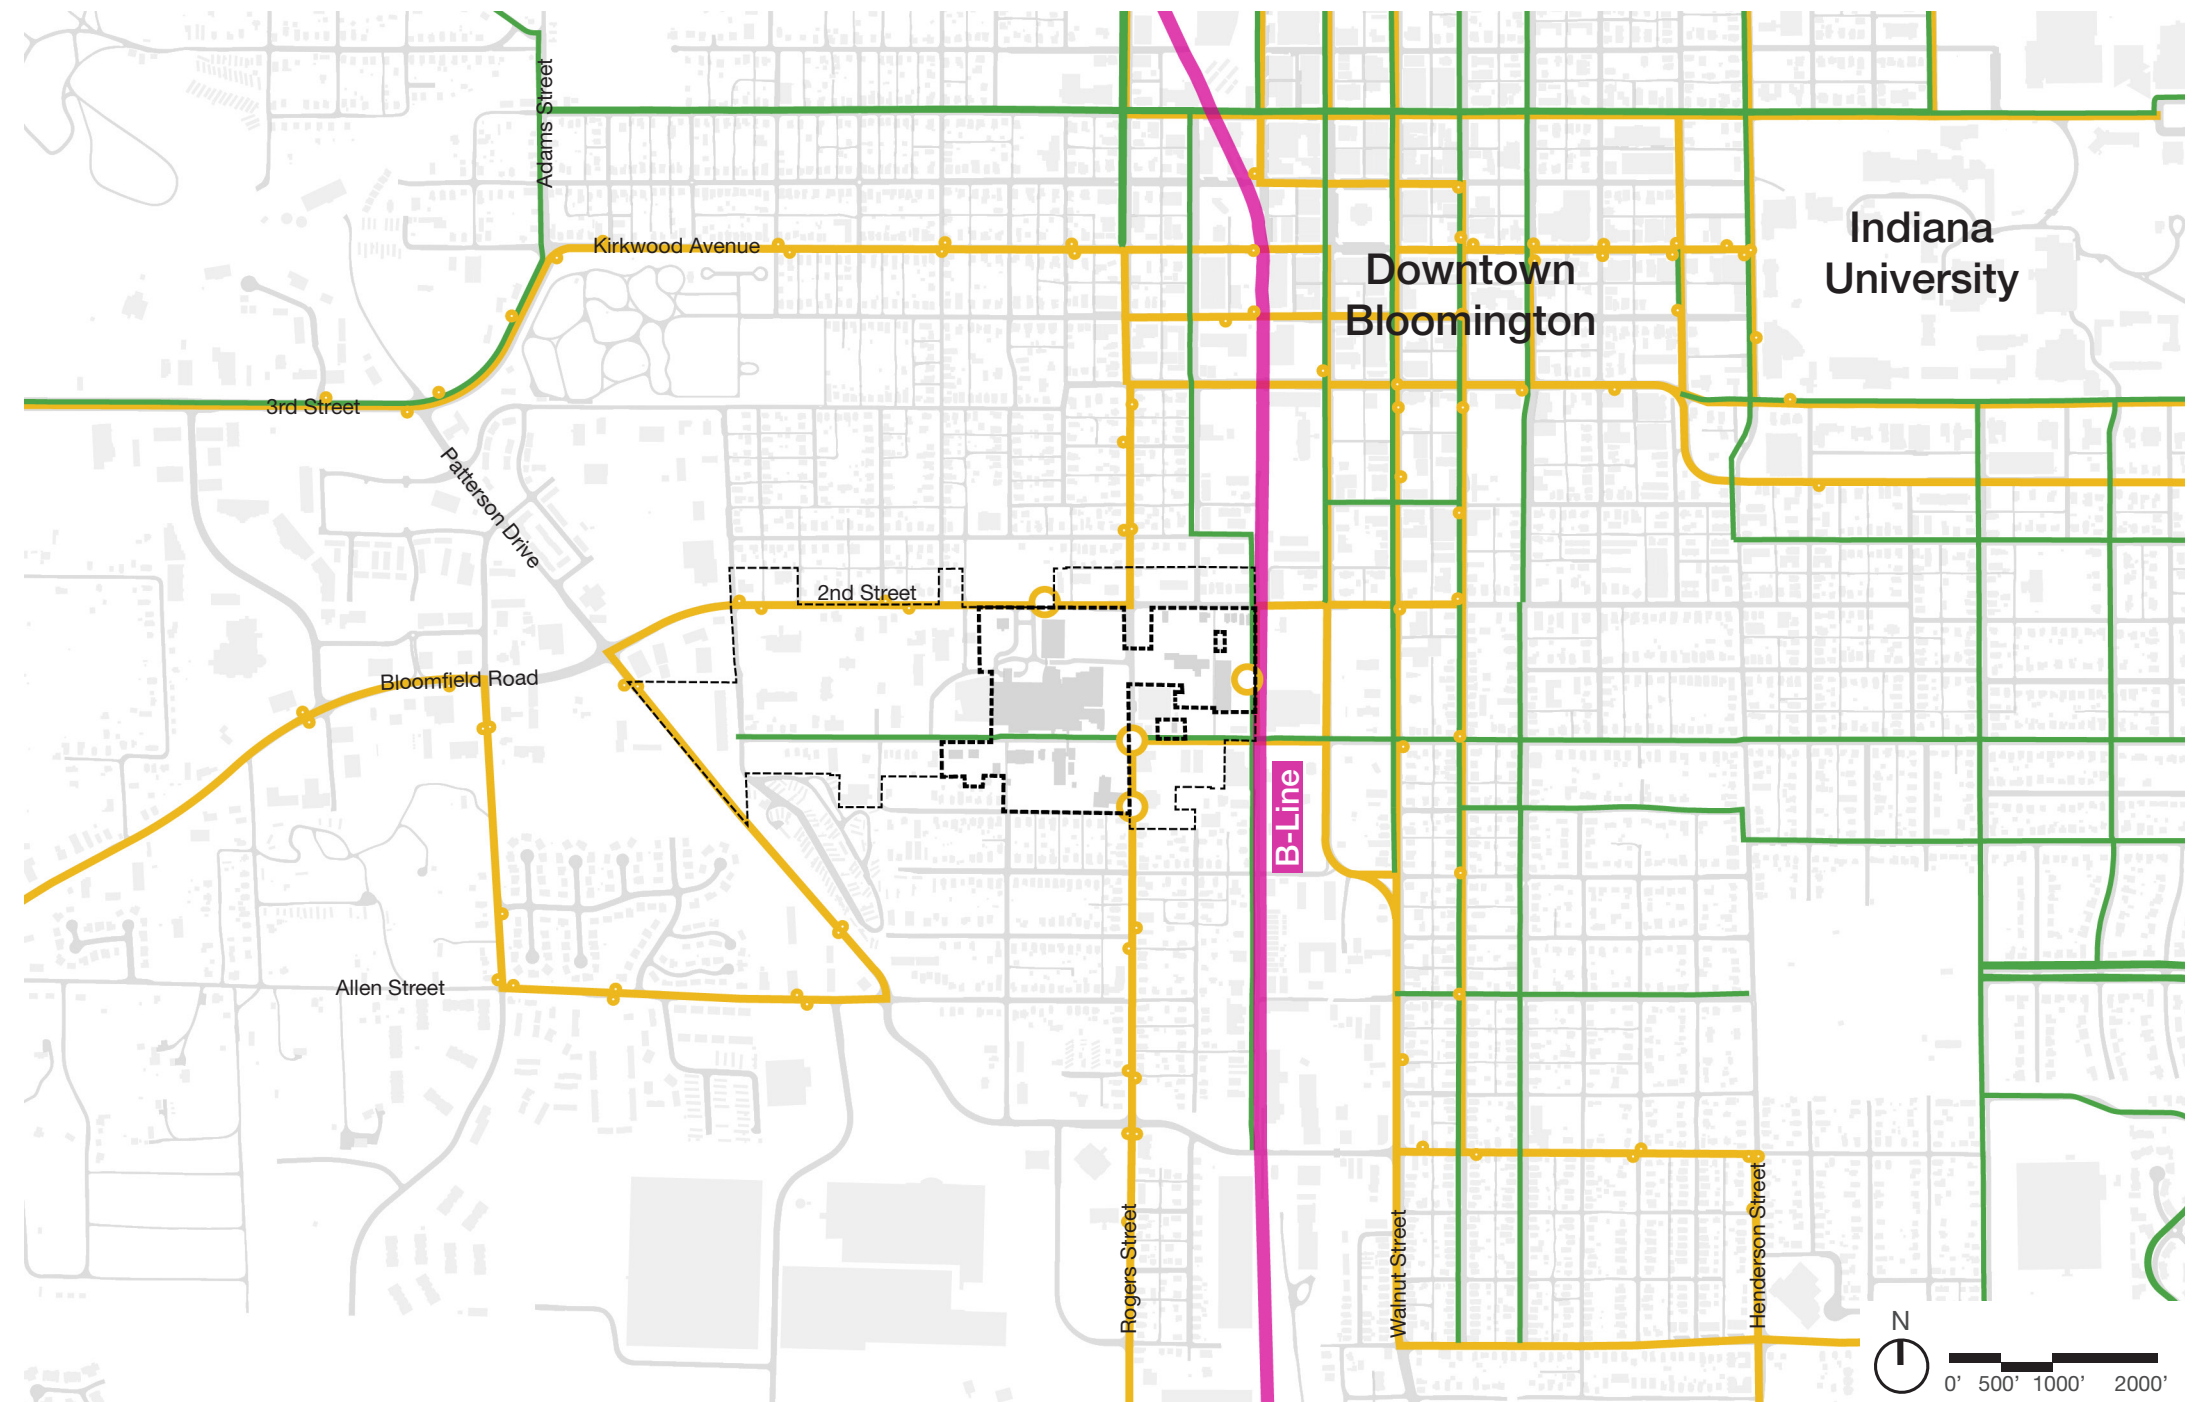 Adams Street
Kirkwood Avenue
Indiana
University
Downtown
Bloomington
3rd Street
Patterson Drive
2nd Street
Bloomfield Road
B-Line
Allen Street
Rogers Street
Walnut Street
Henderson Street
N
0' 500' 1000' 2000'